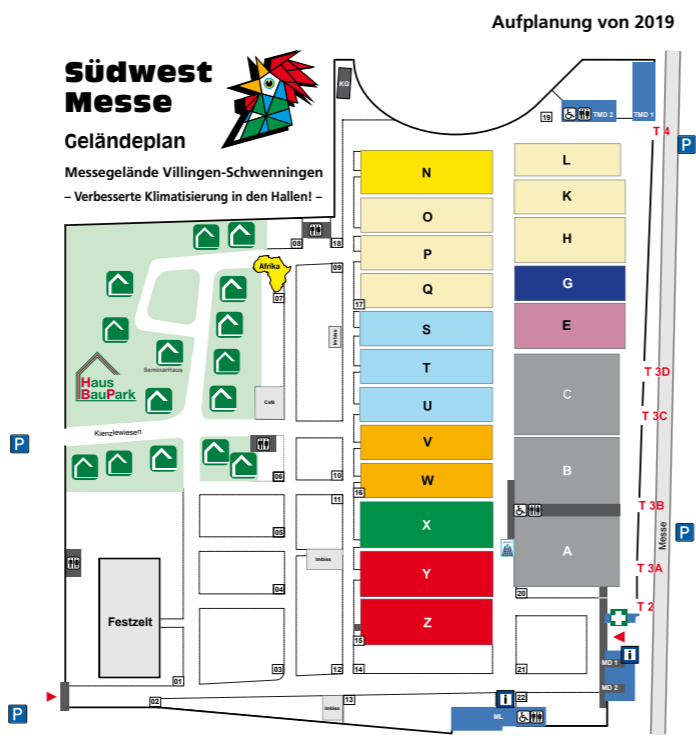 Aufplanung von 2019
Südwest
Messe
Geländeplan
Messegelände Villingen-Schwenningen
– Verbesserte Klimatisierung in den Hallen! –
KG
19
TMD 2
TMD 1
T 4
P
N
L
O
K
P
H
Q
G
S
E
T
C
U
V
B
W
X
A
Y
Z
08
18
Afrika
07
09
17
Imbiss
SeminarHaus
Haus
BauPark
Café
Kienzlewiesen
P
06
10
16
11
05
Imbiss
04
Festzelt
15
01
03
12
14
02
13
Imbiss
P
T 3D
T 3C
T 3B
Messe
P
T 3A
T 2
20
21
22
i
MD 1
MD 2
i
ML